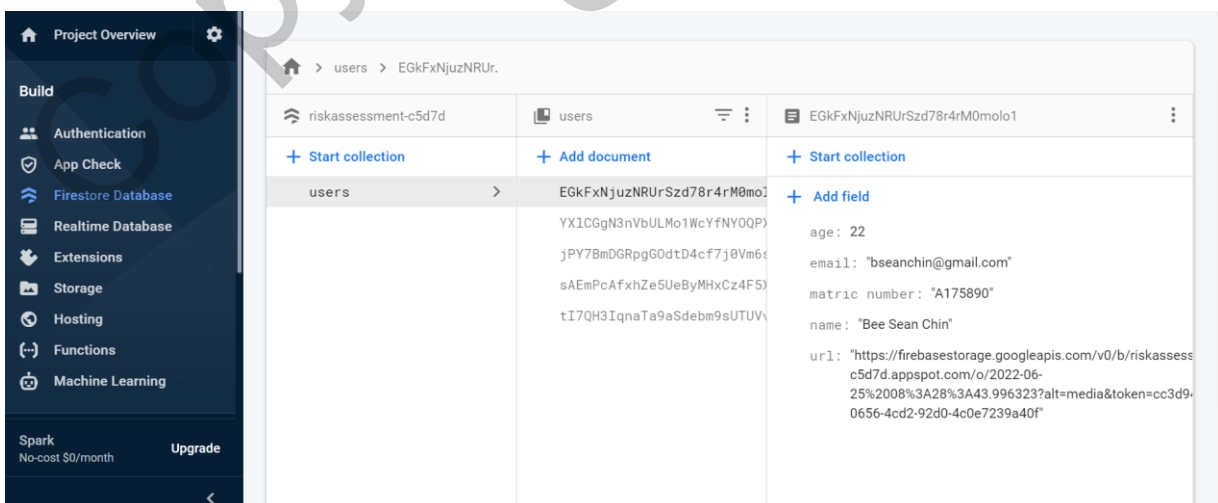 Project Overview
Build
Authentication
App Check
Firestore Database
Realtime Database
Extensions
Storage
Hosting
Functions
Machine Learning
Spark
No-cost $0/month
Upgrade
> users > EGkFxNjuzNRUr.
riskassessment-c5d7d
+ Start collection
users
users
+ Add document
EGkFxNjuzNRUrSzd78r4rM0mol
YXlCGgN3nVbULMo1WcYfNYOQPX
jPY7BmDGRpgGOdtD4cf7j0Vm6s
sAEmPcAfxhZe5UeByMHxCz4F5X
tI7QH3IqnaTa9aSdebm9sUTUVv
EGkFxNjuzNRUrSzd78r4rM0molo1
+ Start collection
+ Add field
age: 22
email: "bseanchin@gmail.com"
matric number: "A175890"
name: "Bee Sean Chin"
url: "https://firebasestorage.googleapis.com/v0/b/riskassess
c5d7d.appspot.com/o/2022-06-
25%2008%3A28%3A43.996323?alt=media&token=cc3d94
0656-4cd2-92d0-4c0e7239a40f"